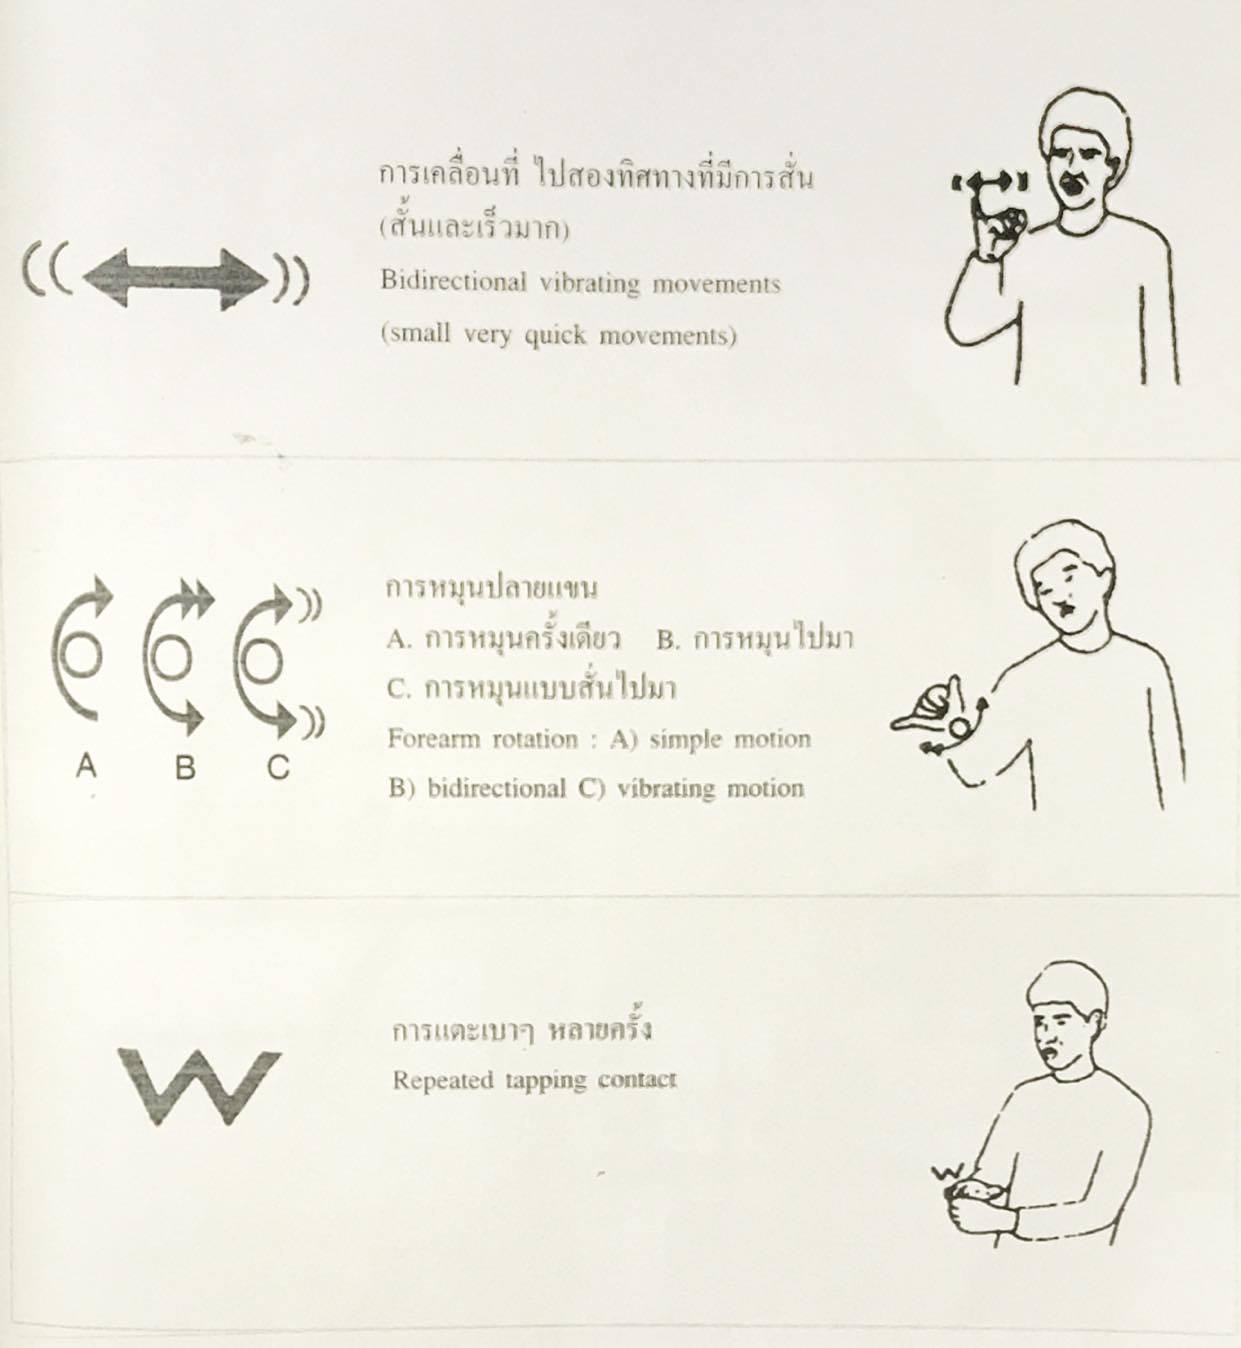 การเคลื่อนที่ ไปสองทิศทางที่มีการสั่น
(สั้นและเร็วมาก)
Bidirectional vibrating movements
(small very quick movements)
การหมุนปลายแขน
A. การหมุนครั้งเดียว B. การหมุนไปมา
C. การหมุนแบบสั่นไปมา
Forearm rotation : A) simple motion
B) bidirectional C) vibrating motion
A B C
การแตะเบาๆ หลายครั้ง
Repeated tapping contact
W
W